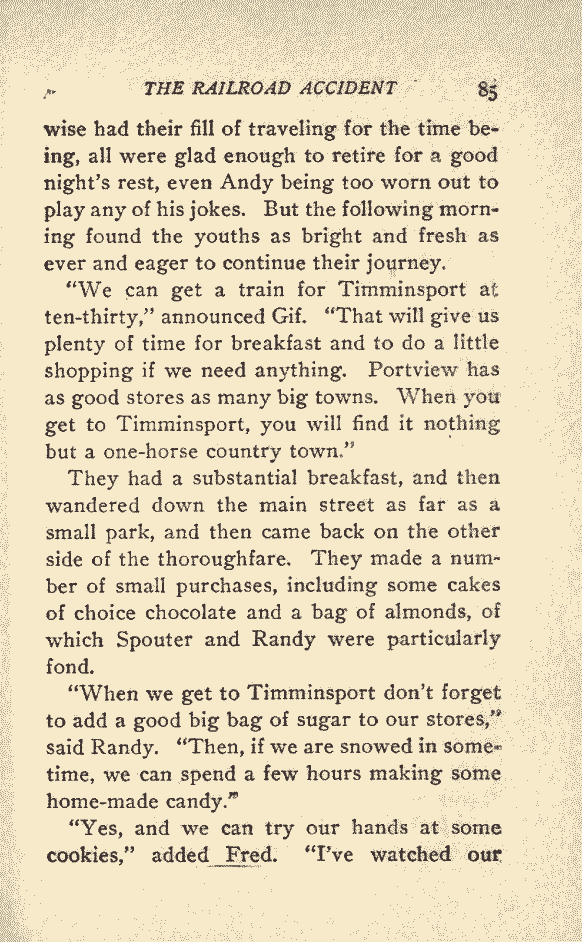 THE RAILROAD ACCIDENT 85
wise had their fill of traveling for the time be-
ing, all were glad enough to retire for a good
night's rest, even Andy being too worn out to
play any of his jokes. But the following morn-
ing found the youths as bright and fresh as
ever and eager to continue their journey.
"We can get a train for Timminsport at
ten-thirty," announced Gif. "That will give us
plenty of time for breakfast and to do a little
shopping if we need anything. Portview has
as good stores as many big towns. When you
get to Timminsport, you will find it nothing
but a one-horse country town."
They had a substantial breakfast, and then
wandered down the main street as far as a
small park, and then came back on the other
side of the thoroughfare. They made a num-
ber of small purchases, including some cakes
of choice chocolate and a bag of almonds, of
which Spouter and Randy were particularly
fond.
"When we get to Timminsport don't forget
to add a good big bag of sugar to our stores,"
said Randy. "Then, if we are snowed in some-
time, we can spend a few hours making some
home-made candy."
"Yes, and we can try our hands at some
cookies," added Fred. "I've watched our